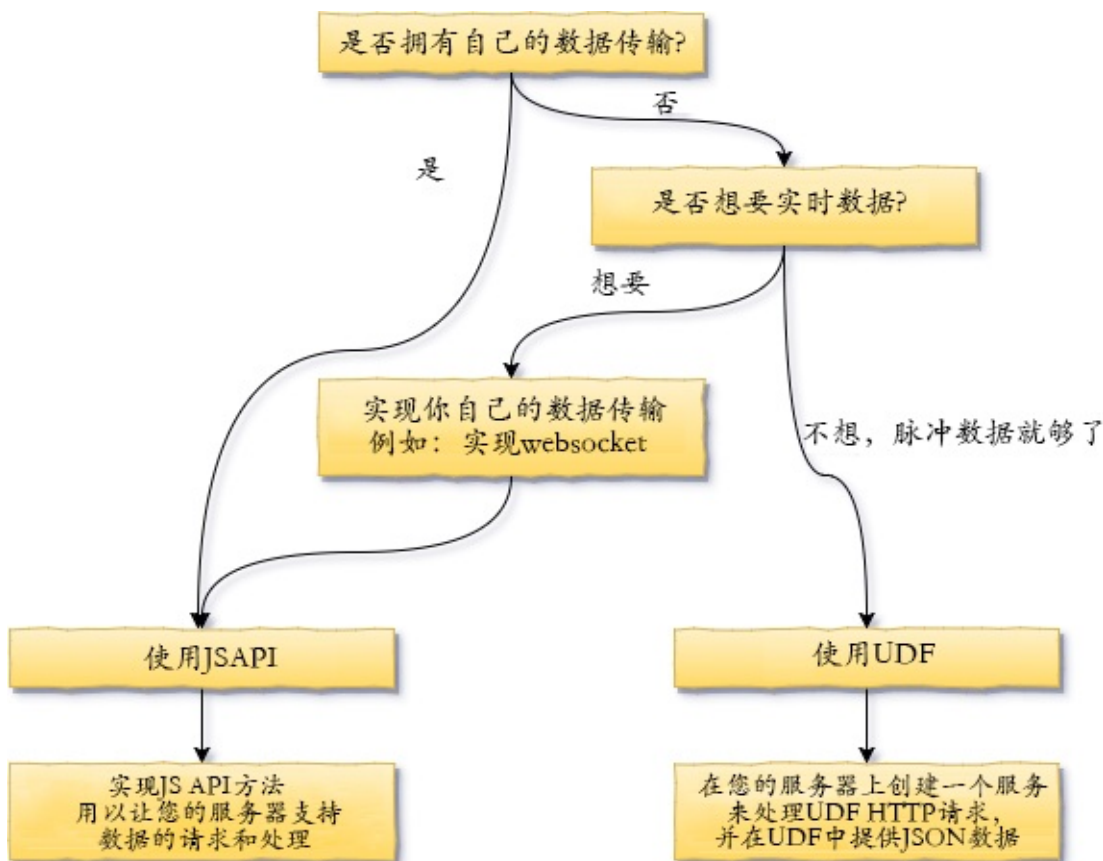 是否拥有自己的数据传输?
否
是
是否想要实时数据?
想要
实现你自己的数据传输
例如：实现websocket
不想，脉冲数据就够了
使用JSAPI
使用UDF
实现JS API方法
用以让您的服务器支持
数据的请求和处理
在您的服务器上创建一个服务
来处理UDF HTTP请求，
并在UDF中提供JSON数据